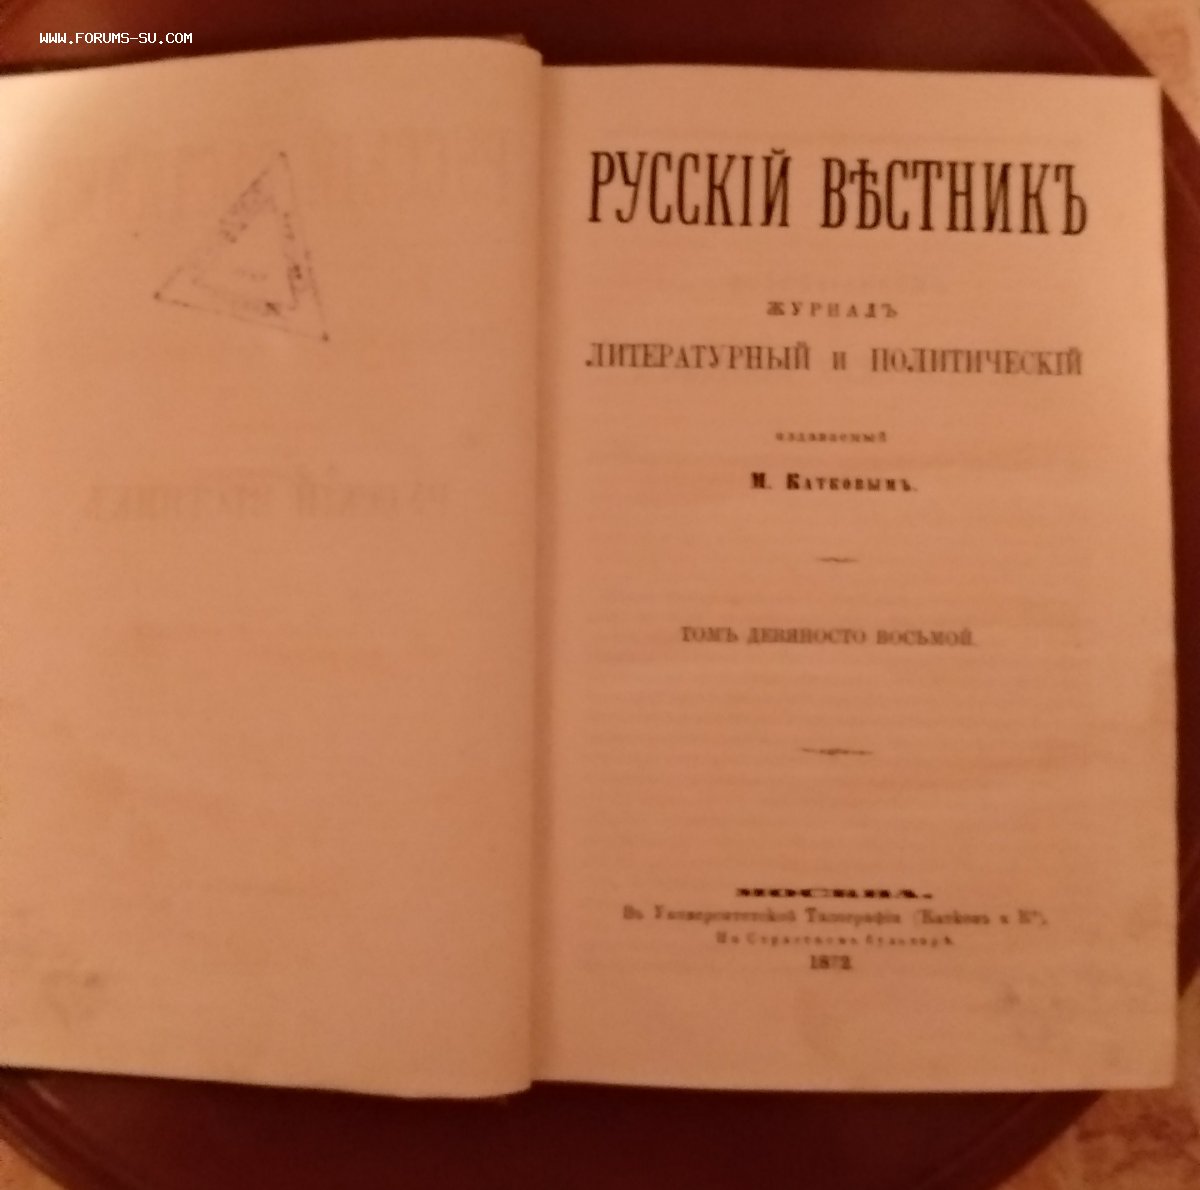 WWW.FORUMS-SU.COM
РУССКІЙ ВѢСТНИКЪ
ЖУРНАЛЪ
ЛИТЕРАТУРНЫЙ И ПОЛИТИЧЕСКІЙ
издаваемый
М. Катковымъ.
ТОМЪ ДЕВЯНОСТО ВОСЬМОЙ.
МОСКВА.
Въ Университетской Типографіи (Катковъ и К°).
На Страстномъ бульварѣ.
1872